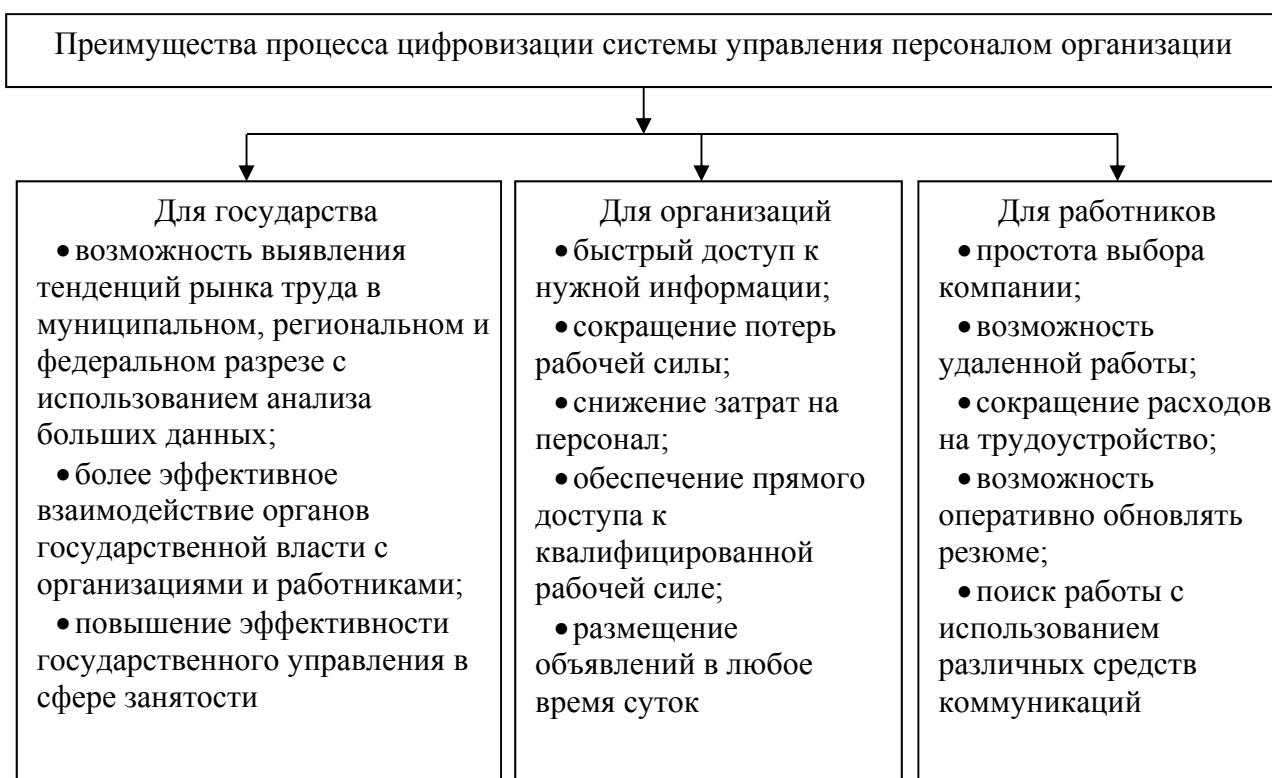 Преимущества процесса цифровизации системы управления персоналом организации
Для государства
• возможность выявления
тенденций рынка труда в
муниципальном, региональном и
федеральном разрезе с
использованием анализа
больших данных;
• более эффективное
взаимодействие органов
государственной власти с
организациями и работниками;
• повышение эффективности
государственного управления в
сфере занятости
Для организаций
• быстрый доступ к
нужной информации;
• сокращение потерь
рабочей силы;
• снижение затрат на
персонал;
• обеспечение прямого
доступа к
квалифицированной
рабочей силе;
• размещение
объявлений в любое
время суток
Для работников
• простота выбора
компании;
• возможность
удаленной работы;
• сокращение расходов
на трудоустройство;
• возможность
оперативно обновлять
резюме;
• поиск работы с
использованием
различных средств
коммуникаций